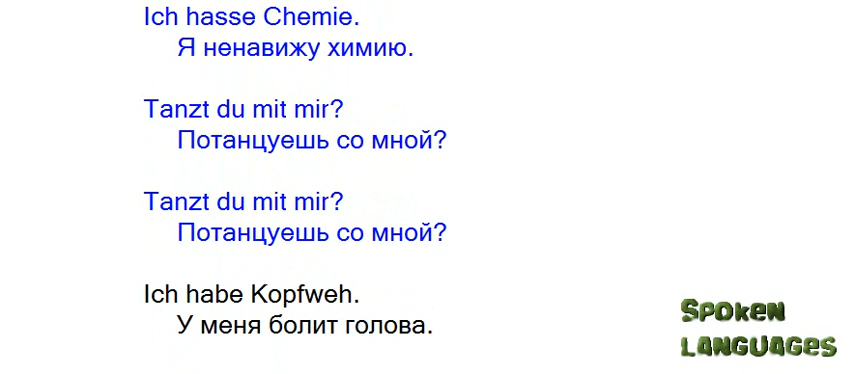 Ich hasse Chemie.
Я ненавижу химию.
Tanzt du mit mir?
Потанцуешь со мной?
Tanzt du mit mir?
Потанцуешь со мной?
Ich habe Kopfweh.
У меня болит голова.
SPOKEN
LANGUAGES